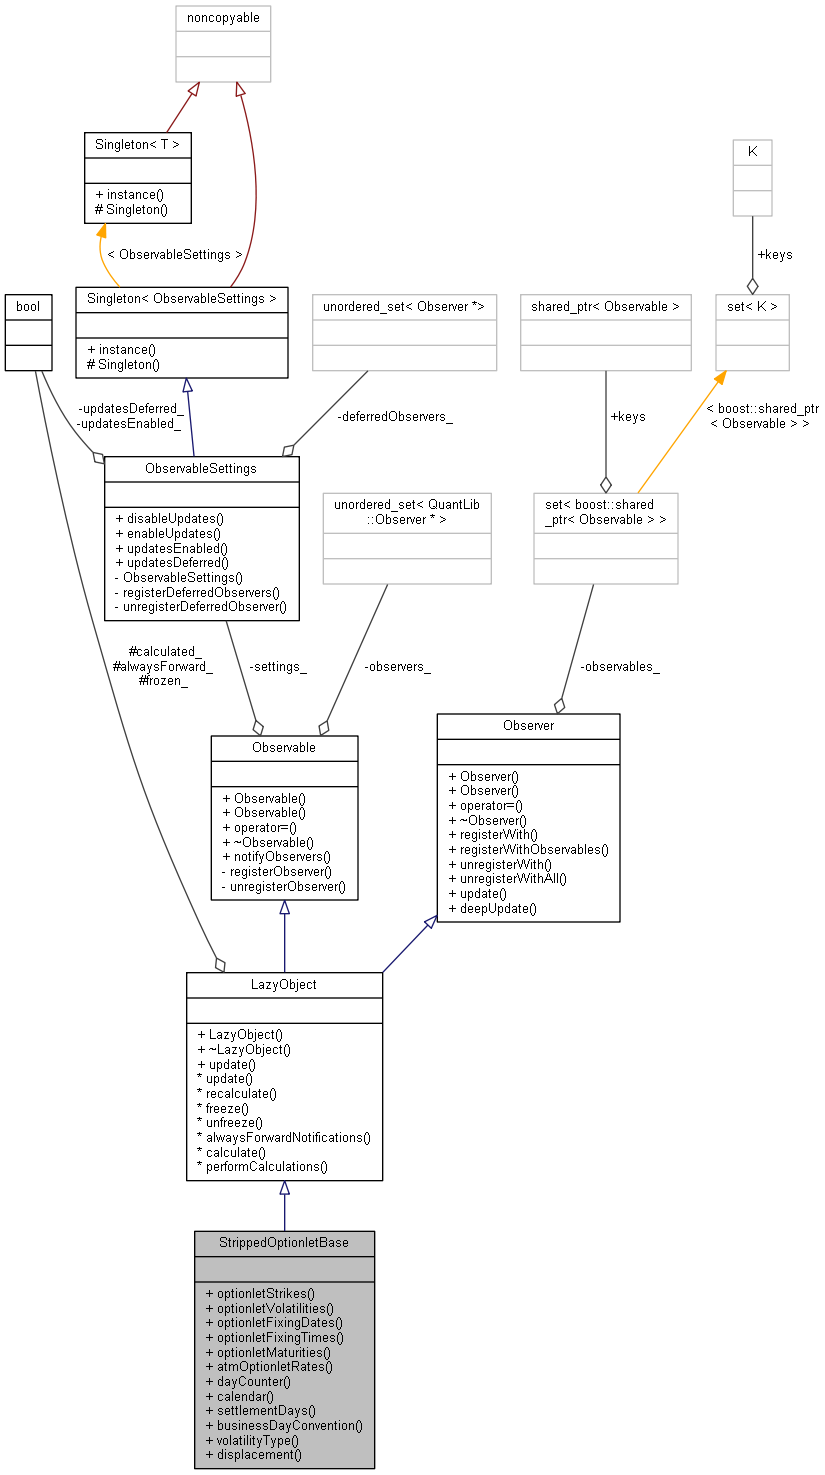 noncopyable
Singleton< T >
+ instance()
# Singleton()
K
< ObservableSettings >
+keys
bool
Singleton< ObservableSettings >
+ instance()
# Singleton()
unordered_set< Observer *>
shared_ptr< Observable >
set< K >
-updatesDeferred_
-updatesEnabled_
-deferredObservers_
+keys
< boost::shared_ptr
< Observable > >
ObservableSettings
+ disableUpdates()
+ enableUpdates()
+ updatesEnabled()
+ updatesDeferred()
- ObservableSettings()
- registerDeferredObservers()
- unregisterDeferredObserver()
unordered_set< QuantLib
::Observer * >
set< boost::shared
_ptr< Observable > >
#calculated_
#alwaysForward_
#frozen_
-settings_
-observers_
-observables_
Observable
+ Observable()
+ Observable()
+ operator=()
+ ~Observable()
+ notifyObservers()
- registerObserver()
- unregisterObserver()
Observer
+ Observer()
+ Observer()
+ operator=()
+ ~Observer()
+ registerWith()
+ registerWithObservables()
+ unregisterWith()
+ unregisterWithAll()
+ update()
+ deepUpdate()
LazyObject
+ LazyObject()
+ ~LazyObject()
+ update()
* update()
* recalculate()
* freeze()
* unfreeze()
* alwaysForwardNotifications()
* calculate()
* performCalculations()
StrippedOptionletBase
+ optionletStrikes()
+ optionletVolatilities()
+ optionletFixingDates()
+ optionletFixingTimes()
+ optionletMaturities()
+ atmOptionletRates()
+ dayCounter()
+ calendar()
+ settlementDays()
+ businessDayConvention()
+ volatilityType()
+ displacement()